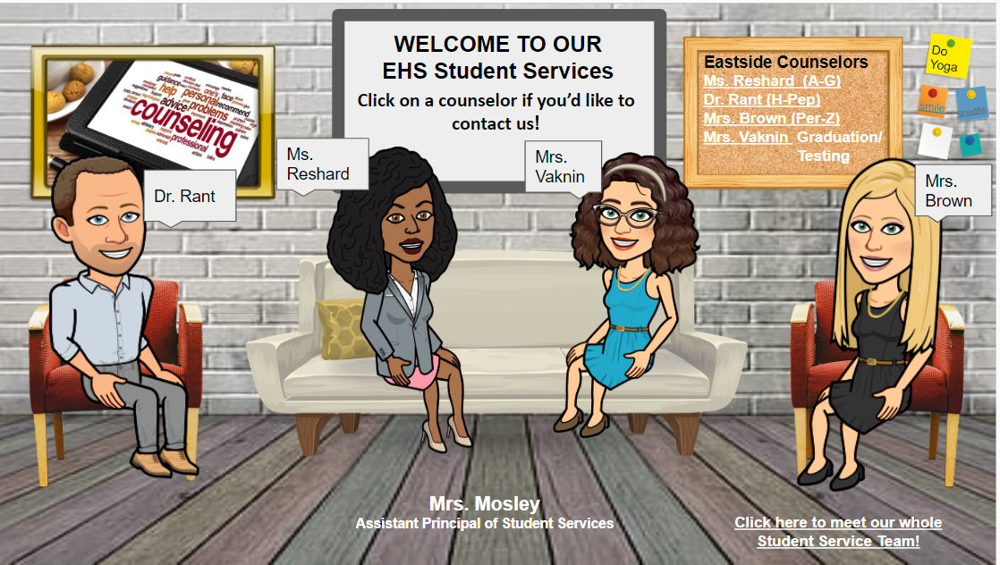 WELCOME TO OUR
EHS Student Services
Click on a counselor if you'd like to
contact us!
Eastside Counselors
Ms. Reshard (A-G)
Dr. Rant (H-Pep)
Mrs. Brown (Per-Z)
Mrs. Vaknin Graduation/
Testing
Do
Yoga
smile
Breathe
guidance
one's
face
help
personal
recommend
advice
problems
counseling
professional
Dr. Rant
Ms.
Reshard
Mrs.
Vaknin
Mrs.
Brown
Mrs. Mosley
Assistant Principal of Student Services
Click here to meet our whole
Student Service Team!